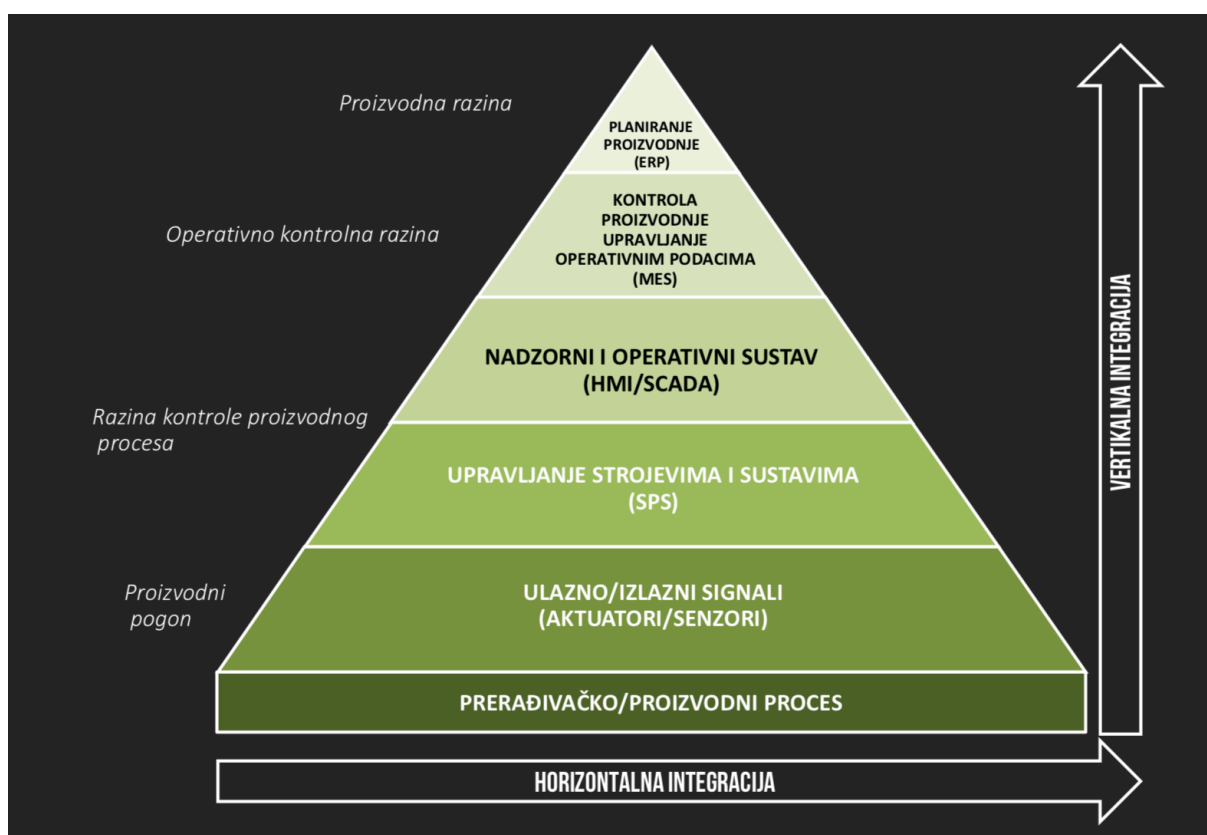 Proizvodna razina
PLANIRANJE
PROIZVODNJE
(ERP)
Operativno kontrolna razina
KONTROLA
PROIZVODNJE
UPRAVLJANJE
OPERATIVNIM PODACIMA
(MES)
NADZORNI I OPERATIVNI SUSTAV
(HMI/SCADA)
Razina kontrole proizvodnog
procesa
UPRAVLJANJE STROJEVIMA I SUSTAVIMA
(SPS)
Proizvodni
pogon
ULAZNO/IZLAZNI SIGNALI
(AKTUATORI/SENZORI)
PRERAĐIVAČKO/PROIZVODNI PROCES
HORIZONTALNA INTEGRACIJA
VERTIKALNA INTEGRACIJA